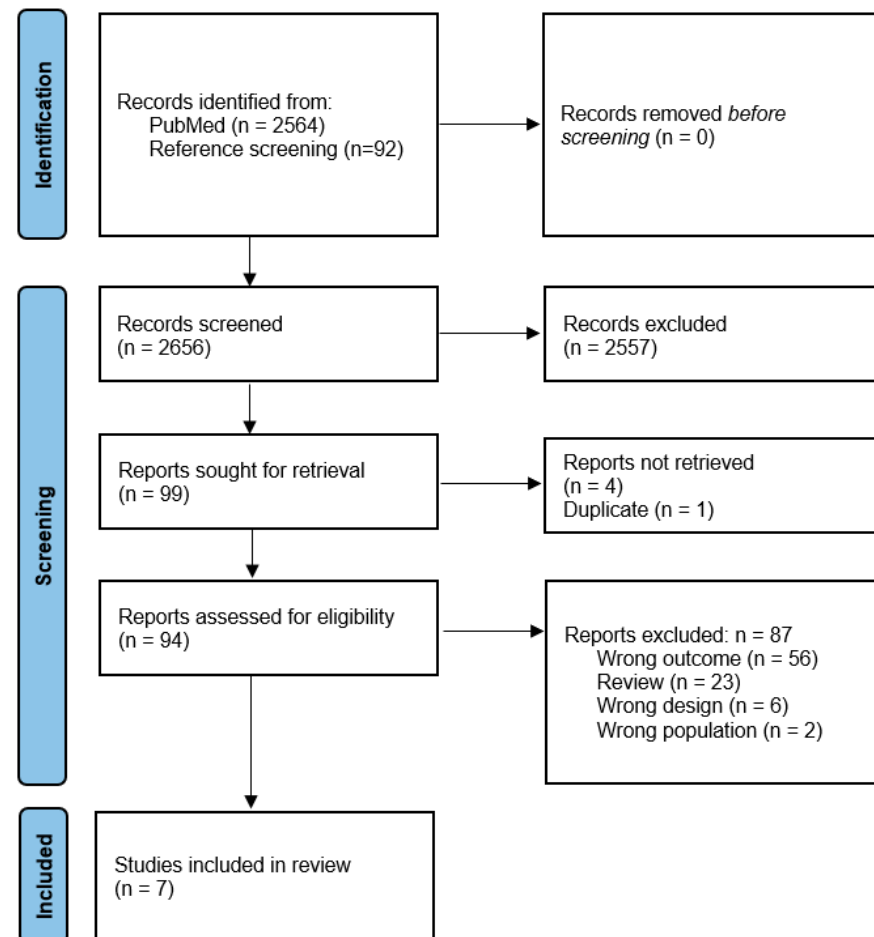 Identification
Records identified from:
PubMed (n = 2564)
Reference screening (n=92)
Records removed before
screening (n = 0)
Screening
Records screened
(n = 2656)
Records excluded
(n = 2557)
Reports sought for retrieval
(n = 99)
Reports not retrieved
(n = 4)
Duplicate (n = 1)
Reports assessed for eligibility
(n = 94)
Reports excluded: n = 87
Wrong outcome (n = 56)
Review (n = 23)
Wrong design (n = 6)
Wrong population (n = 2)
Included
Studies included in review
(n = 7)